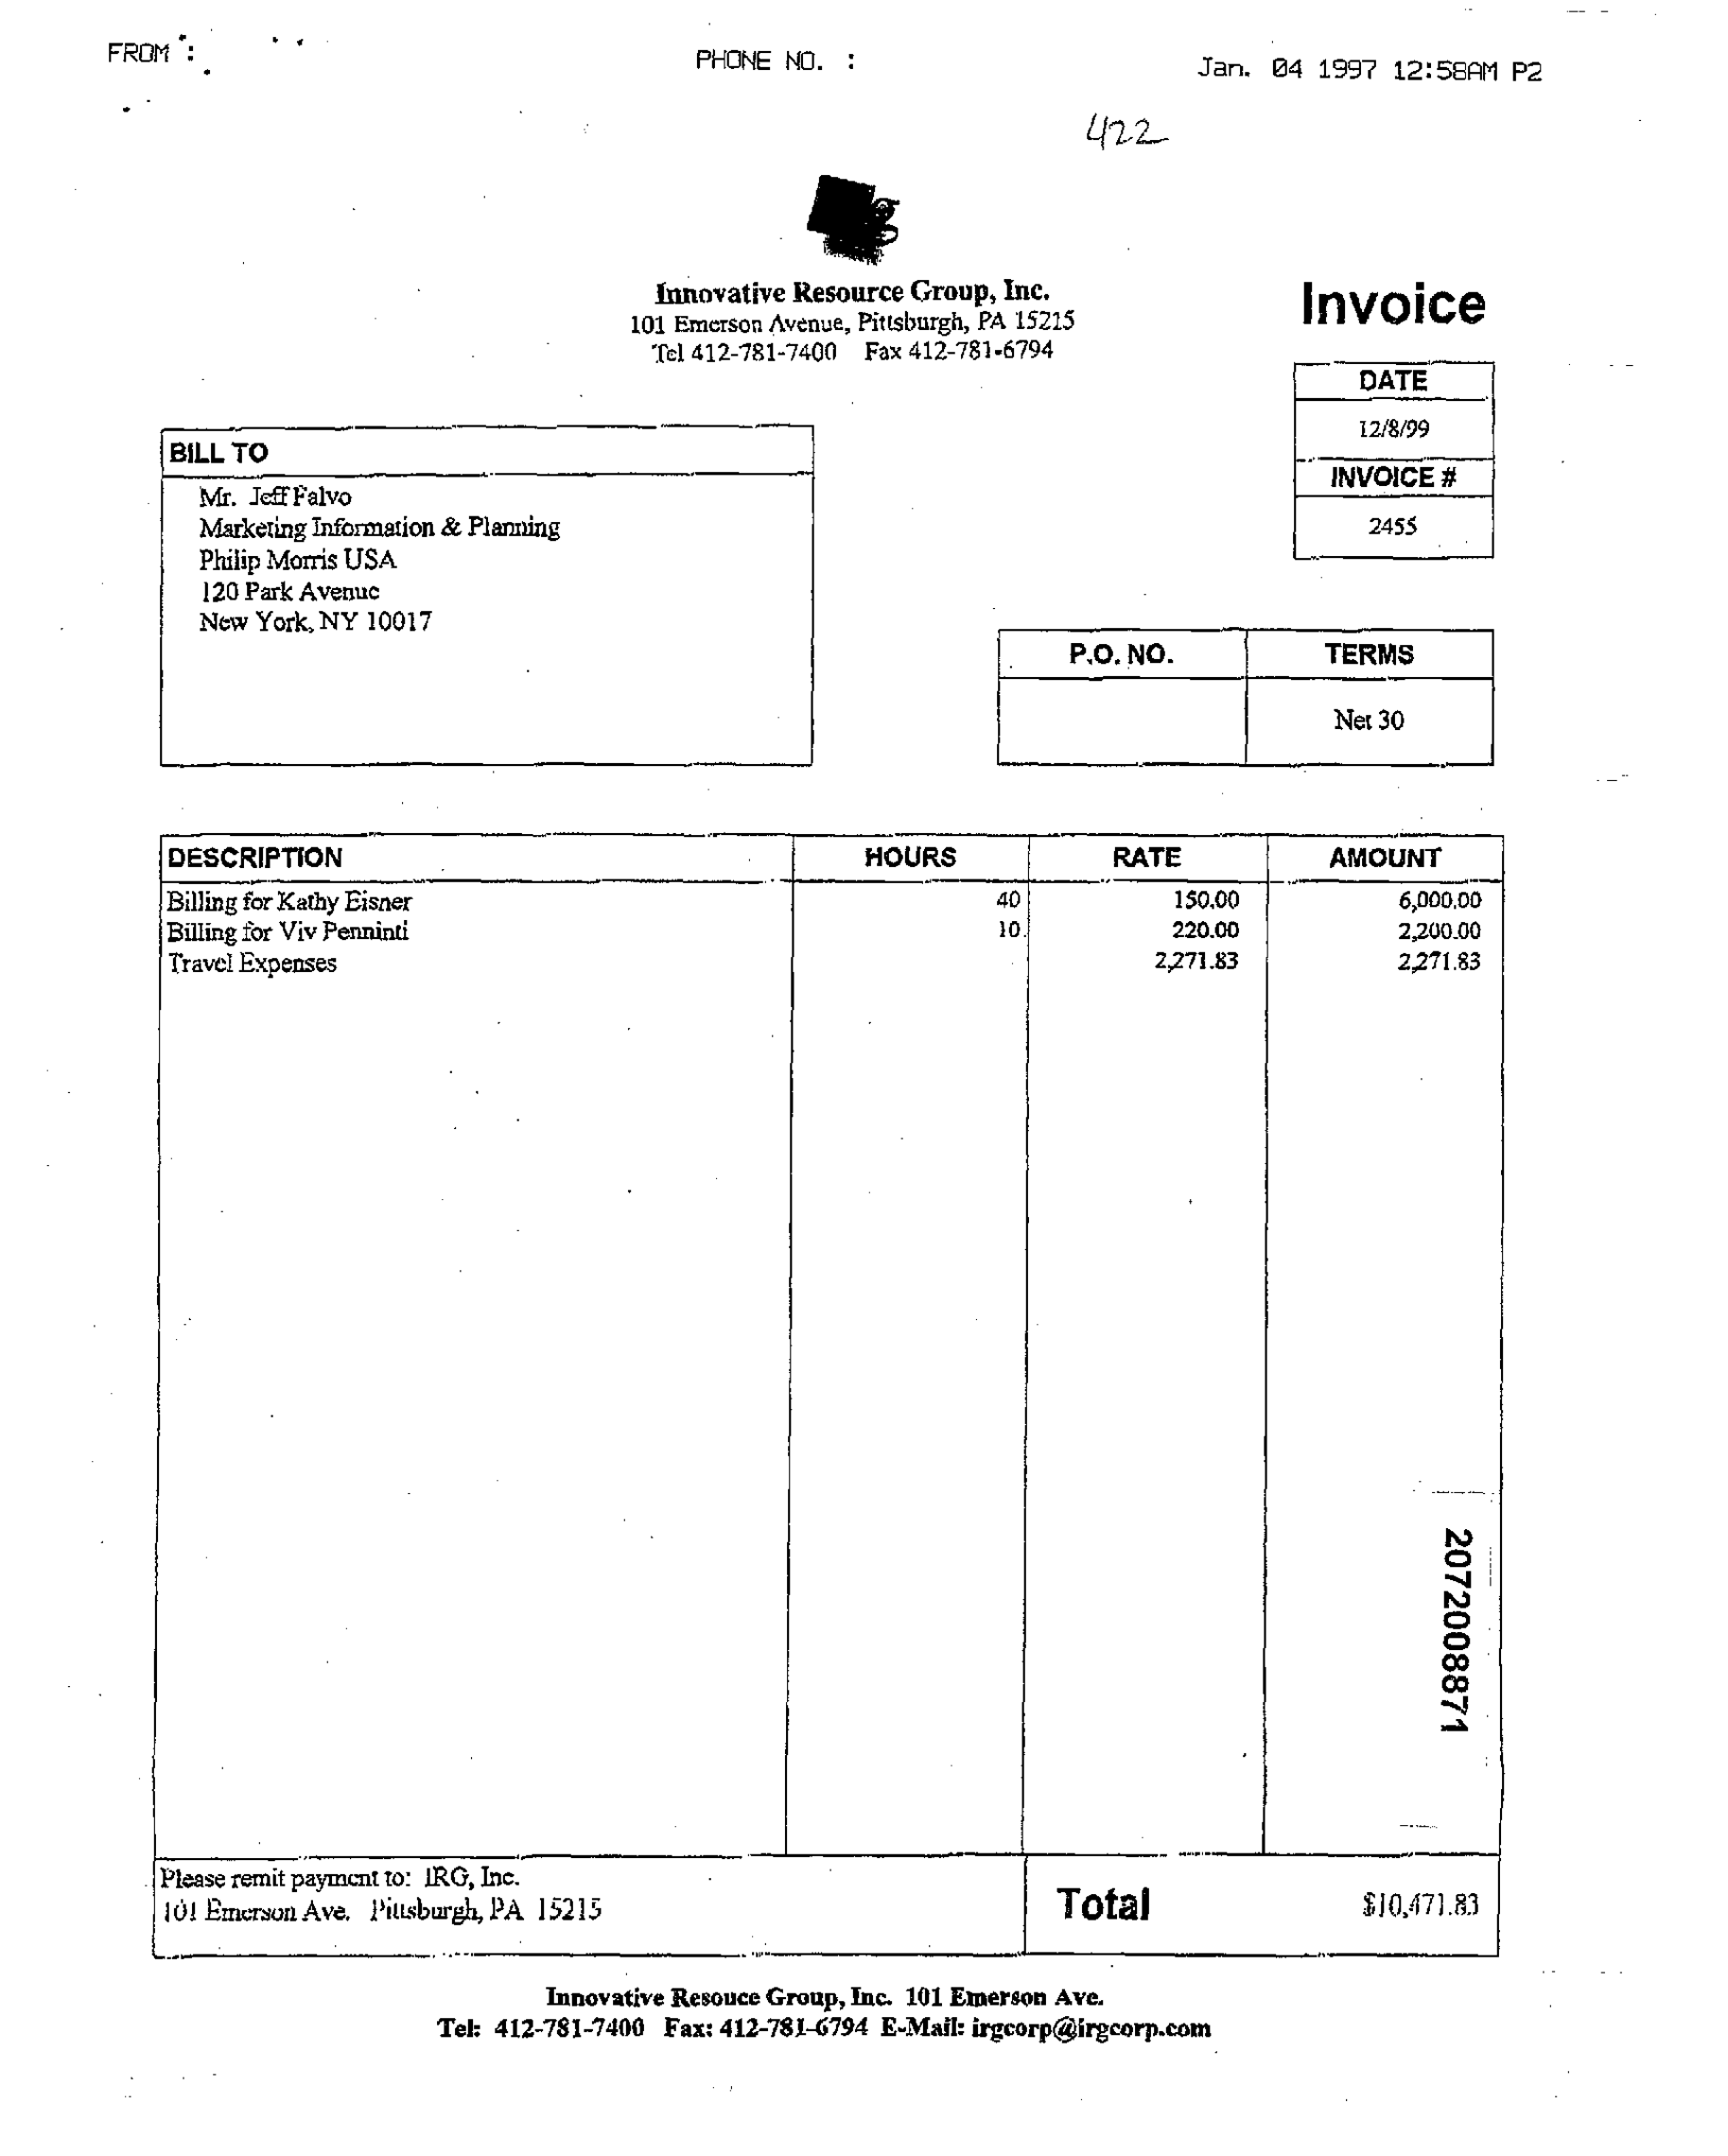 FROM :
PHONE NO. :
Jan. 04 1997 12:58AM P2
422
Innovative Resource Group, Inc.
101 Emerson Avenue, Pittsburgh, PA 15215
Tel 412-781-7400 Fax 412-781-6794
Invoice
DATE
12/8/99
INVOICE #
2455
BILL TO
Mr. Jeff Falvo
Marketing Information & Planning
Philip Morris USA
120 Park Avenue
New York, NY 10017
P.O. NO. TERMS
Net 30
DESCRIPTION HOURS RATE AMOUNT
Billing for Kathy Eisner 40 150.00 6,000.00
Billing for Viv Penninti 10 220.00 2,200.00
Travel Expenses 2,271.83 2,271.83
2072008871
Please remit payment to: IRG, Inc.
101 Emerson Ave. Pittsburgh, PA 15215
Total $10,471.83
Innovative Resouce Group, Inc. 101 Emerson Ave.
Tel: 412-781-7400 Fax: 412-781-6794 E-Mail: irgcorp@irgcorp.com